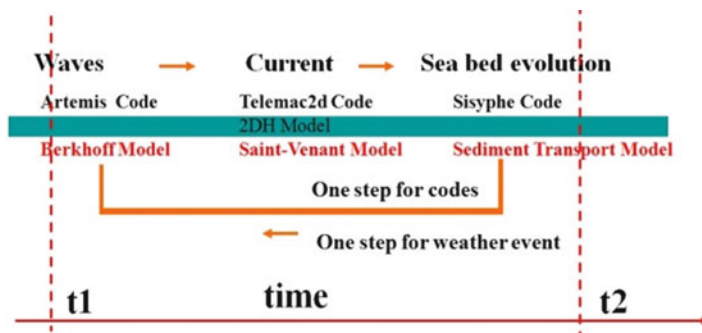 Waves Current Sea bed evolution
Artemis Code Telemac2d Code Sisyphe Code
2DH Model
Berkhoff Model Saint-Venant Model Sediment Transport Model
One step for codes
One step for weather event
t1 time t2